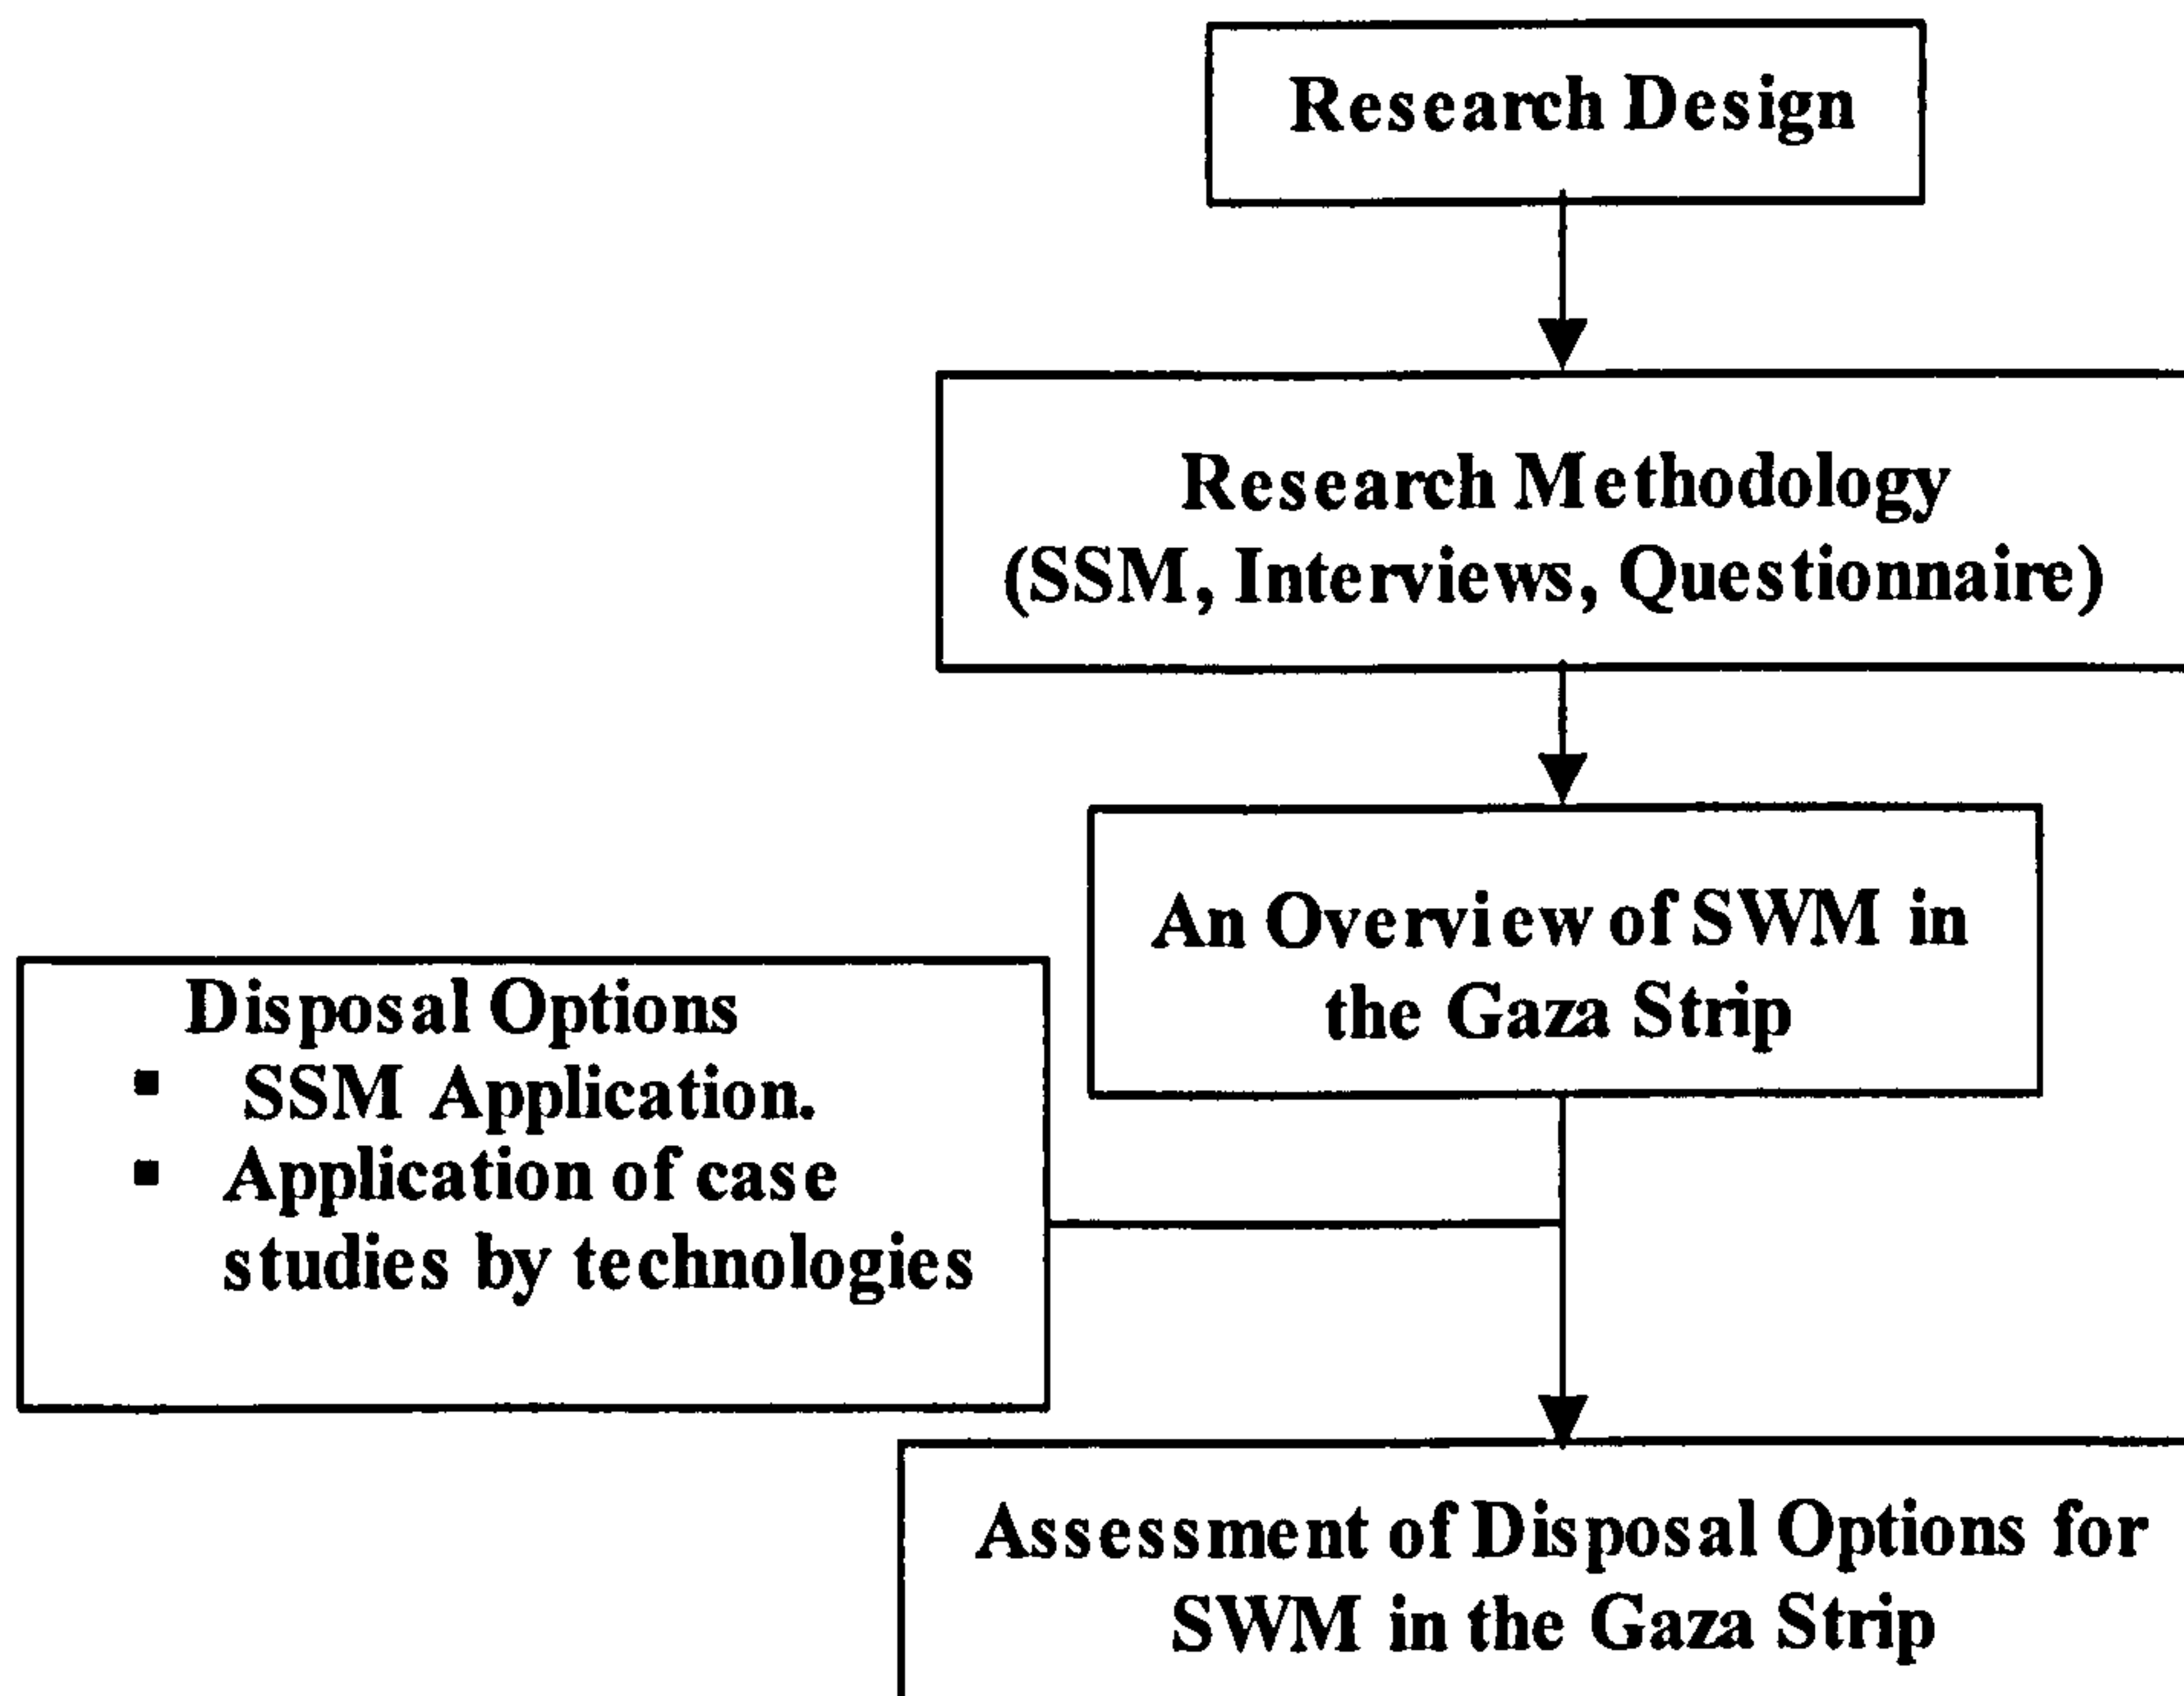 Research Design
Research Methodology
(SSM, Interviews, Questionnaire)
An Overview of SWM in
the Gaza Strip
Disposal Options
▪ SSM Application.
▪ Application of case
studies by technologies
Assessment of Disposal Options for
SWM in the Gaza Strip